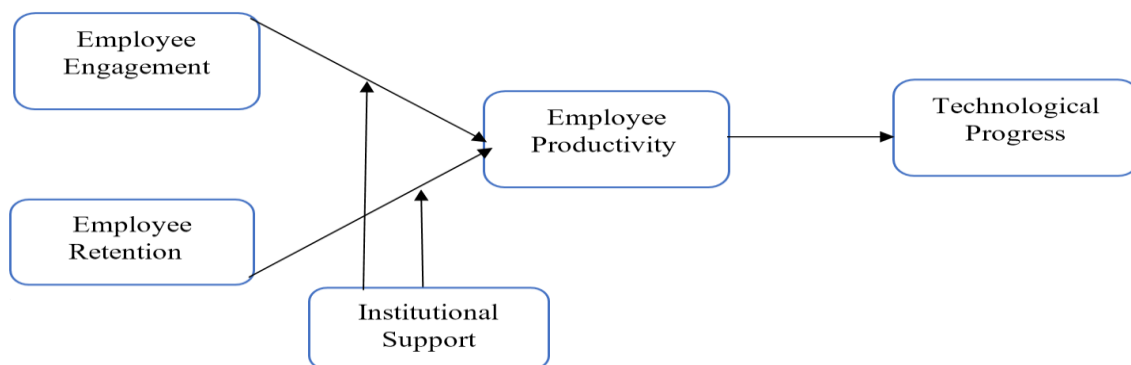 Employee
Engagement
Employee
Productivity
Technological
Progress
Employee
Retention
Institutional
Support